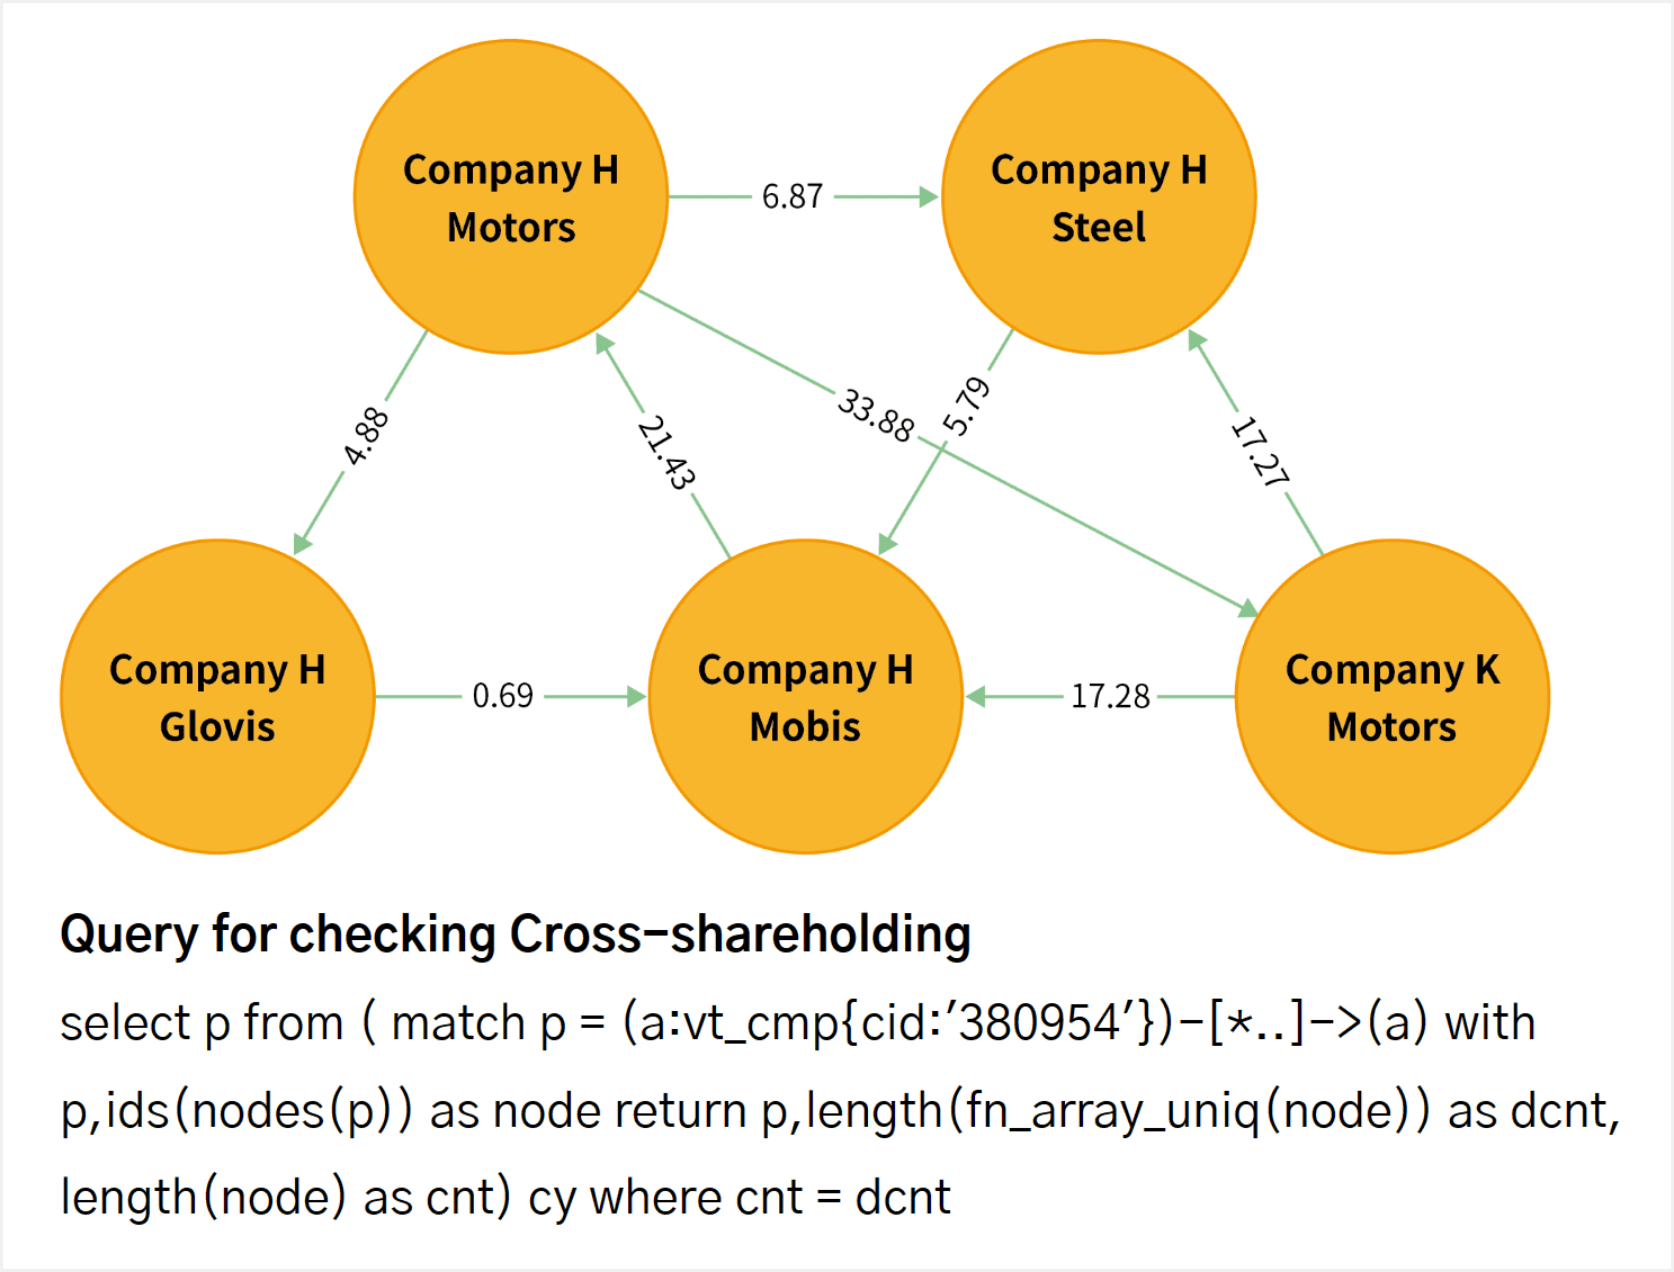 Company H
Motors
Company H
Steel
6.87
4.88
21.43
33.88
5.79
17.27
Company H
Glovis
0.69
Company H
Mobis
17.28
Company K
Motors
Query for checking Cross-shareholding
select p from ( match p = (a:vt_cmp{cid:′380954′})-[*..]->(a) with
p,ids(nodes(p)) as node return p,length(fn_array_uniq(node)) as dcnt,
length(node) as cnt) cy where cnt = dcnt